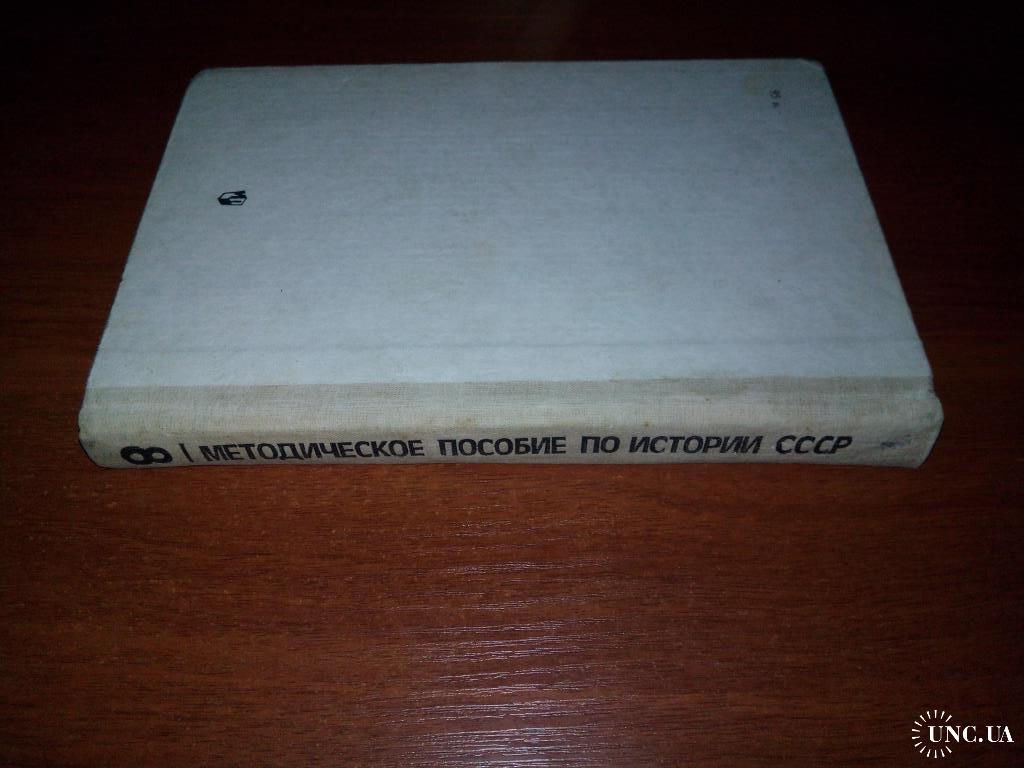 8 | МЕТОДИЧЕСКОЕ ПОСОБИЕ ПО ИСТОРИИ СССР
UNC.UA